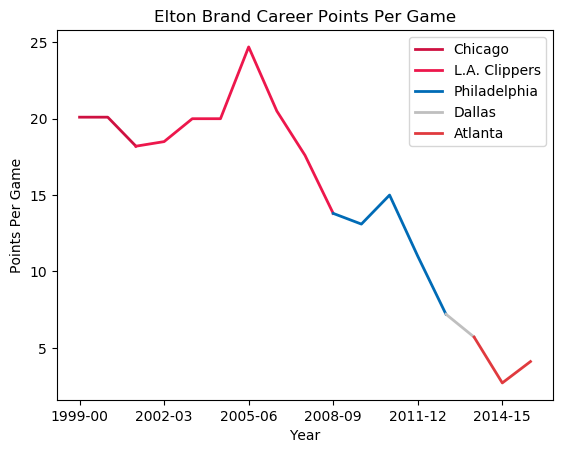 Elton Brand Career Points Per Game
Chicago
L.A. Clippers
Philadelphia
Dallas
Atlanta
25
20
15
10
5
Points Per Game
1999-00 2002-03 2005-06 2008-09 2011-12 2014-15
Year